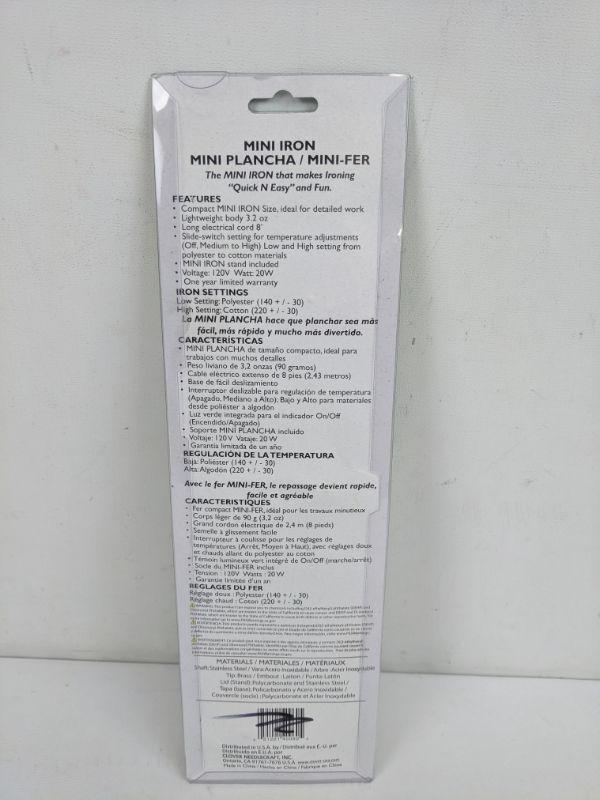 MINI IRON
MINI PLANCHA / MINI-FER
The MINI IRON that makes Ironing
"Quick N Easy" and Fun.
FEATURES
• Compact MINI IRON Size, ideal for detailed work
• Lightweight body 3.2 oz
• Long electrical cord 8'
• Slide-switch setting for temperature adjustments
(Off, Medium to High) Low and High setting from
polyester to cotton materials
• MINI IRON stand included
• Voltage: 120V Watt: 20W
• One year limited warranty
IRON SETTINGS
Low Setting: Polyester (140 + / - 30)
High Setting: Cotton (220 + / - 30)
La MINI PLANCHA hace que planchar sea más
fácil, más rápido y mucho más divertido.
CARACTERÍSTICAS
• MINI PLANCHA de tamaño compacto, ideal para
trabajos con muchos detalles
• Peso liviano de 3,2 onzas (90 gramos)
• Cable eléctrico extenso de 8 pies (2,43 metros)
• Base de fácil deslizamiento
• Interruptor deslizable para regulación de temperatura
(Apagado, Mediano a Alto): Bajo y Alto para materiales
desde poliéster a algodón
• Luz verde integrada para el indicador On/Off
(Encendido/Apagado)
• Soporte MINI PLANCHA incluido
• Voltaje: 120V Vataje: 20W
• Garantía limitada de un año
REGULACIÓN DE LA TEMPERATURA
Baja: Poliéster (140 + / - 30)
Alta: Algodón (220 + / - 30)
Avec le fer MINI-FER, le repassage devient rapide,
facile et agréable
CARACTERISTIQUES
• Fer compact MINI-FER, idéal pour les travaux minutieux
• Corps léger de 90 g (3,2 oz)
• Grand cordon électrique de 2,4 m (8 pieds)
• Semelle à glissement facile
• Interrupteur à coulisse pour les réglages de
températures (Arrêt, Moyen à Haut), avec réglages doux
et chauds allant du polyester au coton
• Témoin lumineux vert intégré de On/Off (marche/arrêt)
• Socle du MINI-FER inclus
• Tension : 120V Watts : 20W
• Garantie limitée d'un an
REGLAGES DU FER
Réglage doux : Polyester (140 + / - 30)
Réglage chaud : Coton (220 + / - 30)
MATERIALS / MATERIALES / MATÉRIAUX
Shaft: Stainless Steel / Vara: Acero Inoxidable / Arbre: Acier Inoxydable
Tip: Brass / Embout : Laiton / Punta: Latón
Lid (Stand): Polycarbonate and Stainless Steel /
Tapa (base): Policarbonato y Acero Inoxidable /
Couvercle (socle) : Polycarbonate et Acier Inoxydable
Distributed in U.S.A. by / Distribué aux É.-U. par
Distribuido en E.U.A. por
CLOVER NEEDLECRAFT, INC.
Ontario, CA 91761-7676 U.S.A. www.clover-usa.com
Made in China / Hecho en China / Fabriqué en Chine